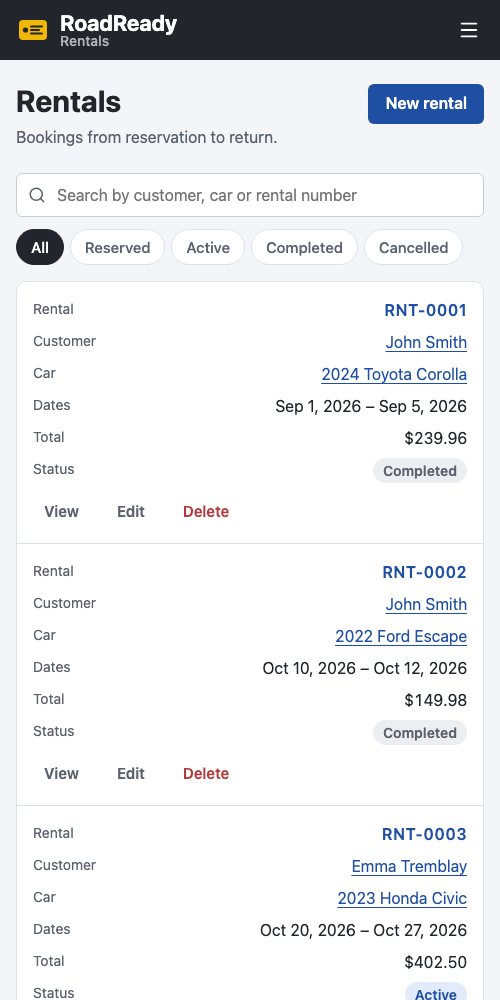 RoadReady
Rentals
Rentals
New rental
Bookings from reservation to return.
Search by customer, car or rental number
All Reserved Active Completed Cancelled
Rental RNT-0001
Customer John Smith
Car 2024 Toyota Corolla
Dates Sep 1, 2026 – Sep 5, 2026
Total $239.96
Status Completed
View Edit Delete
Rental RNT-0002
Customer John Smith
Car 2022 Ford Escape
Dates Oct 10, 2026 – Oct 12, 2026
Total $149.98
Status Completed
View Edit Delete
Rental RNT-0003
Customer Emma Tremblay
Car 2023 Honda Civic
Dates Oct 20, 2026 – Oct 27, 2026
Total $402.50
Status Active